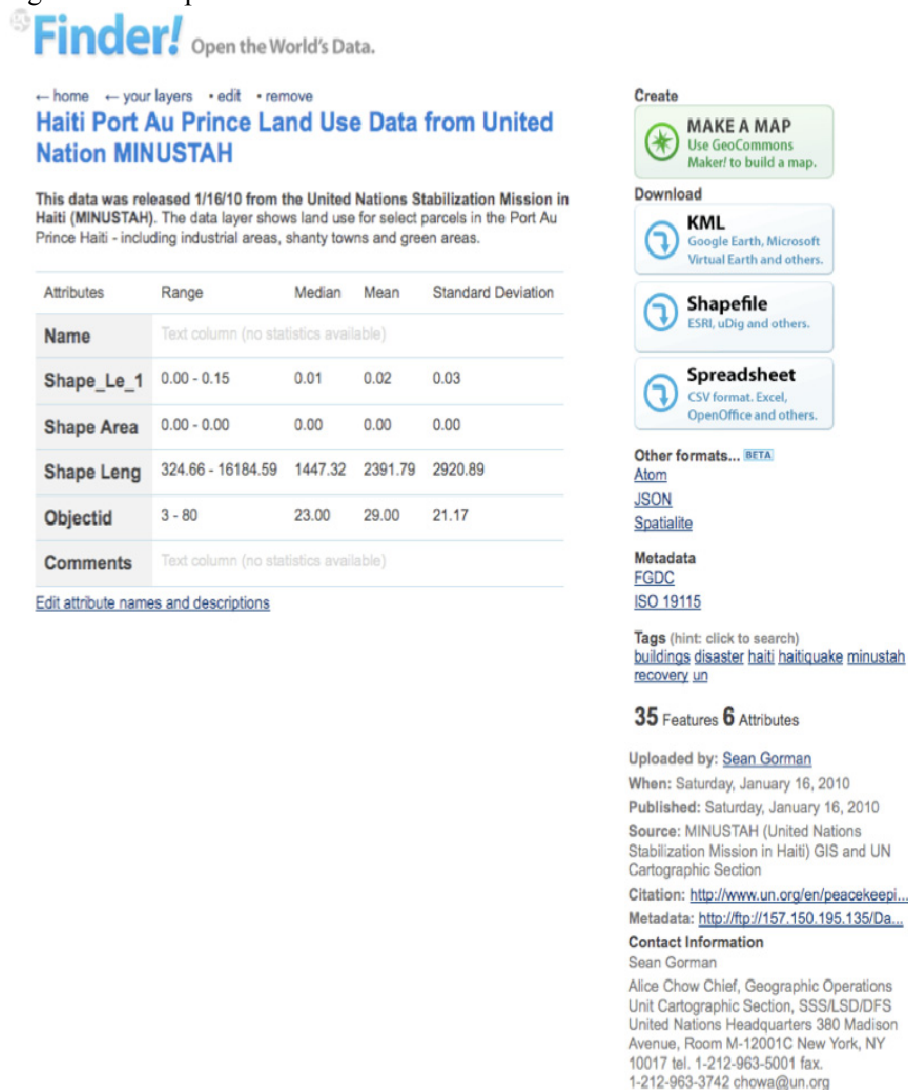 Finder! Open the World's Data.
← home ← your layers • edit • remove
Haiti Port Au Prince Land Use Data from United
Nation MINUSTAH
This data was released 1/16/10 from the United Nations Stabilization Mission in
Haiti (MINUSTAH). The data layer shows land use for select parcels in the Port Au
Prince Haiti - including industrial areas, shanty towns and green areas.
Attributes Range Median Mean Standard Deviation
Name Text column (no statistics available)
Shape_Le_1 0.00 - 0.15 0.01 0.02 0.03
Shape Area 0.00 - 0.00 0.00 0.00 0.00
Shape Leng 324.66 - 16184.59 1447.32 2391.79 2920.89
Objectid 3 - 80 23.00 29.00 21.17
Comments Text column (no statistics available)
Edit attribute names and descriptions
Create
MAKE A MAP
Use GeoCommons
Maker! to build a map.
Download
KML
Google Earth, Microsoft
Virtual Earth and others.
Shapefile
ESRI, uDig and others.
Spreadsheet
CSV format. Excel,
OpenOffice and others.
Other formats... BETA
Atom
JSON
Spatialite
Metadata
FGDC
ISO 19115
Tags (hint: click to search)
buildings disaster haiti haitiquake minustah
recovery un
35 Features 6 Attributes
Uploaded by: Sean Gorman
When: Saturday, January 16, 2010
Published: Saturday, January 16, 2010
Source: MINUSTAH (United Nations
Stabilization Mission in Haiti) GIS and UN
Cartographic Section
Citation: http://www.un.org/en/peacekeepi...
Metadata: http://ftp://157.150.195.135/Da...
Contact Information
Sean Gorman
Alice Chow Chief, Geographic Operations
Unit Cartographic Section, SSS/LSD/DFS
United Nations Headquarters 380 Madison
Avenue, Room M-12001C New York, NY
10017 tel. 1-212-963-5001 fax.
1-212-963-3742 chowa@un.org